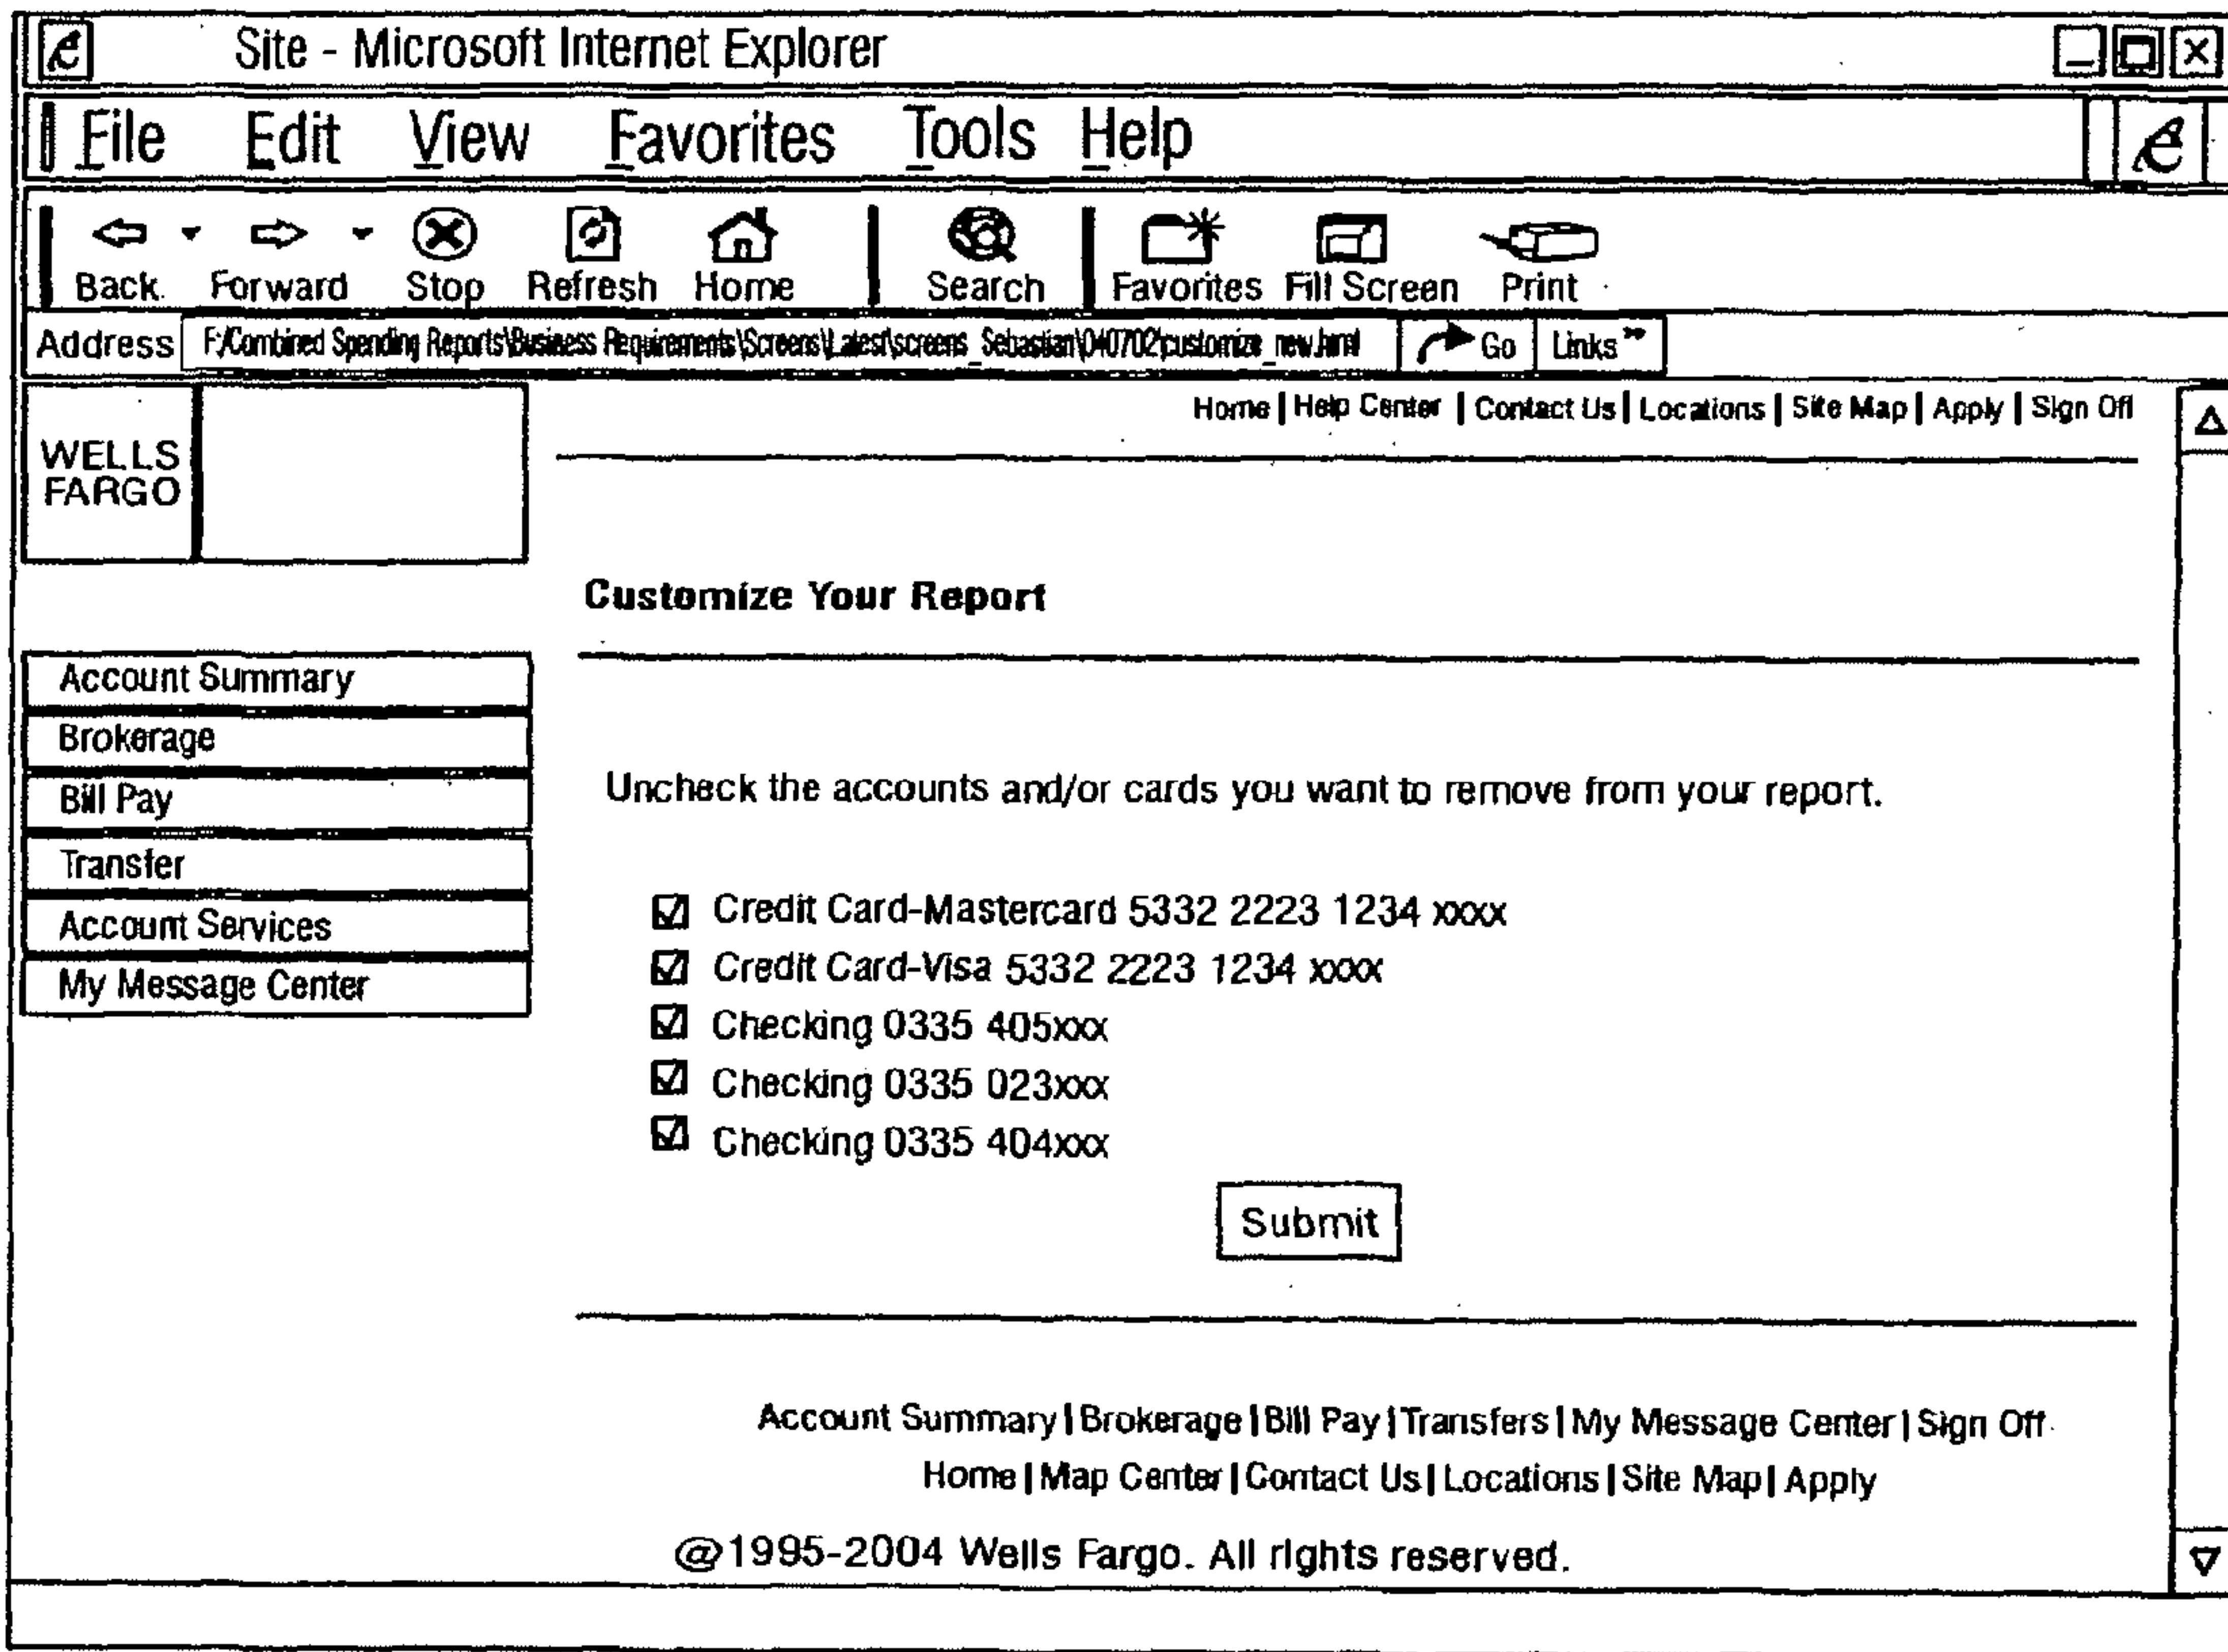 Site - Microsoft Internet Explorer
File Edit View Favorites Tools Help
Back Forward Stop Refresh Home Search Favorites Fill Screen Print
Address F:/Combined Spending Reports\Business Requirements\Screens\Latest\screens_Sebastian\040702\customize_new.html Go Links
Home | Help Center | Contact Us | Locations | Site Map | Apply | Sign Off
WELLS
FARGO
Customize Your Report
Account Summary
Brokerage
Bill Pay
Transfer
Account Services
My Message Center
Uncheck the accounts and/or cards you want to remove from your report.
Credit Card-Mastercard 5332 2223 1234 xxxx
Credit Card-Visa 5332 2223 1234 xxxx
Checking 0335 405xxx
Checking 0335 023xxx
Checking 0335 404xxx
Submit
Account Summary | Brokerage | Bill Pay | Transfers | My Message Center | Sign Off
Home | Map Center | Contact Us | Locations | Site Map | Apply
@1995-2004 Wells Fargo. All rights reserved.